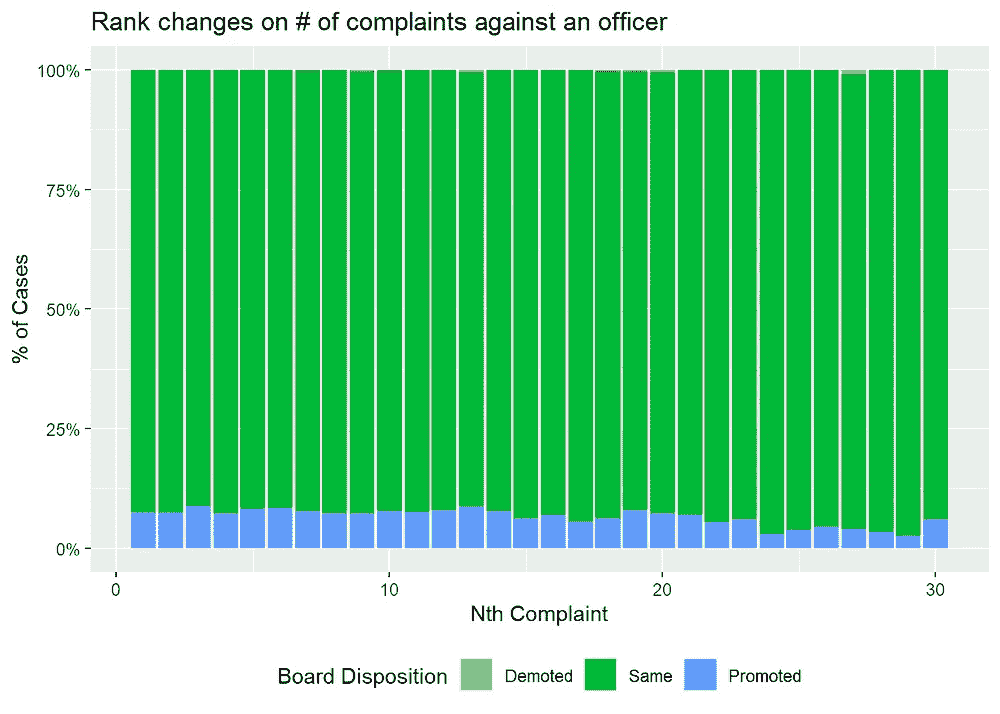 Rank changes on # of complaints against an officer
100%
75%
50%
25%
0%
% of Cases
0 10 20 30
Nth Complaint
Board Disposition Demoted Same Promoted